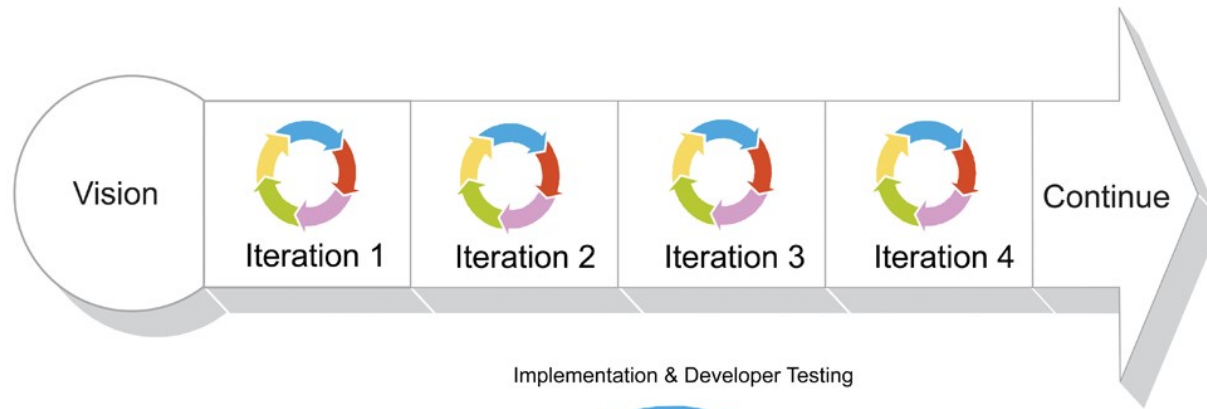 Vision
Iteration 1
Iteration 2
Iteration 3
Iteration 4
Continue
Implementation & Developer Testing